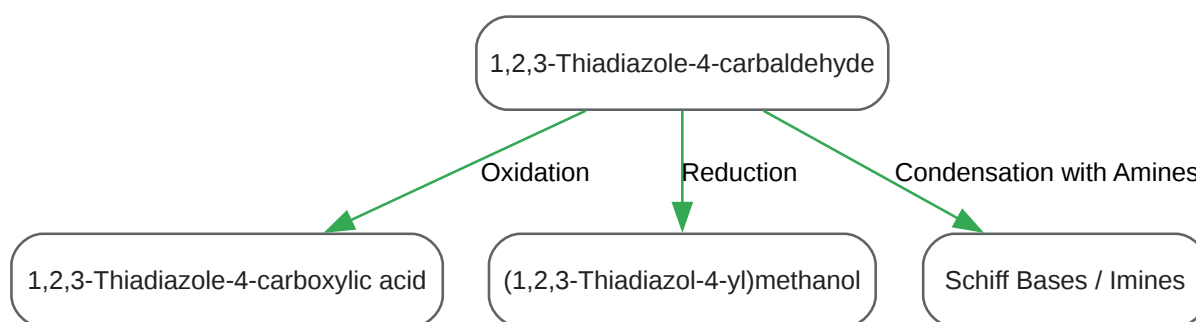 1,2,3-Thiadiazole-4-carbaldehyde
Oxidation
Reduction
Condensation with Amines
1,2,3-Thiadiazole-4-carboxylic acid
(1,2,3-Thiadiazol-4-yl)methanol
Schiff Bases / Imines